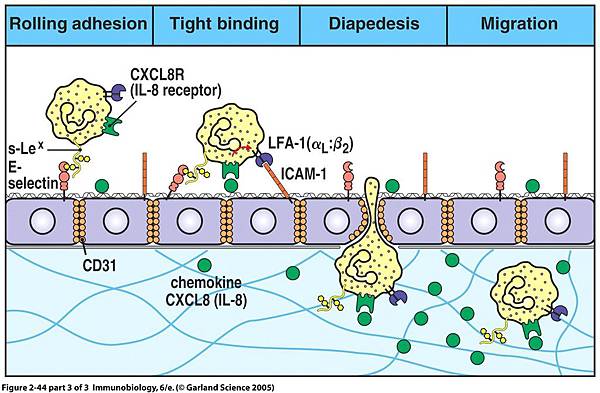 Rolling adhesion
Tight binding
Diapedesis
Migration
CXCL8R
(IL-8 receptor)
s-Leˣ
E-
selectin
LFA-1(αL:β2)
ICAM-1
CD31
chemokine
CXCL8 (IL-8)
Figure 2-44 part 3 of 3 Immunobiology, 6/e. (© Garland Science 2005)